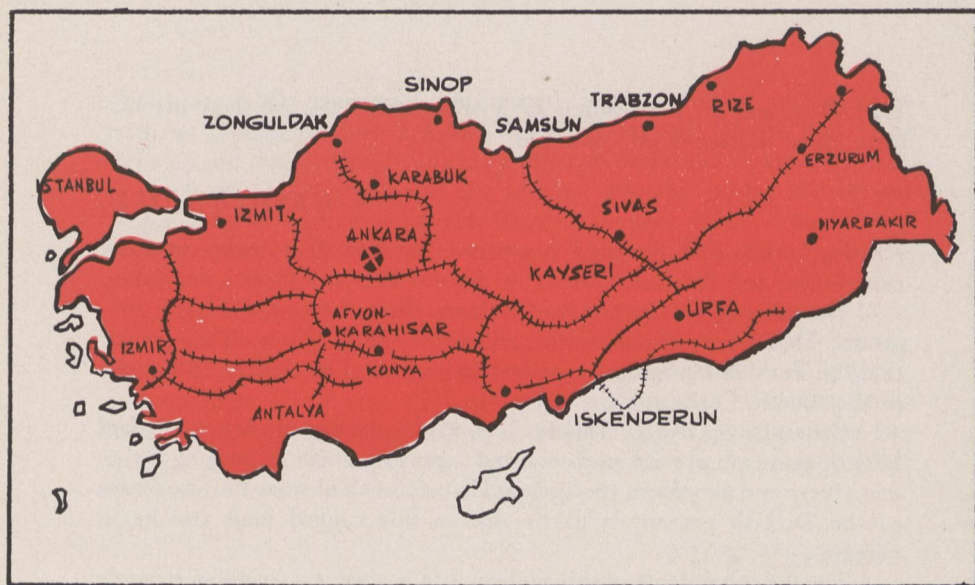 SINOP
ZONGULDAK
SAMSUN
TRABZON
RIZE
ISTANBUL
KARABUK
ERZURUM
IZMIT
SIVAS
DIYARBAKIR
ANKARA
KAYSERI
AFYON-
KARAHISAR
URFA
IZMIR
KONYA
ANTALYA
ISKENDERUN